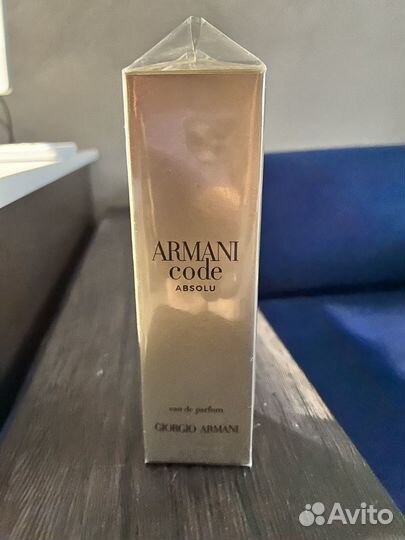 ARMANI
code
ABSOLU
eau de parfum
GIORGIO ARMANI
Avito